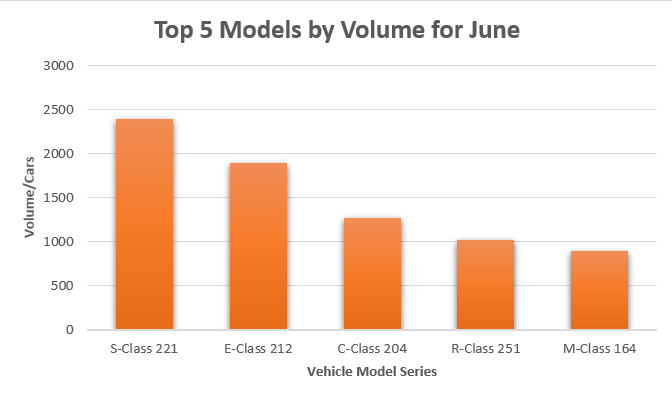 Top 5 Models by Volume for June
3000
2500
2000
1500
1000
500
0
Volume/Cars
S-Class 221
E-Class 212
C-Class 204
R-Class 251
M-Class 164
Vehicle Model Series